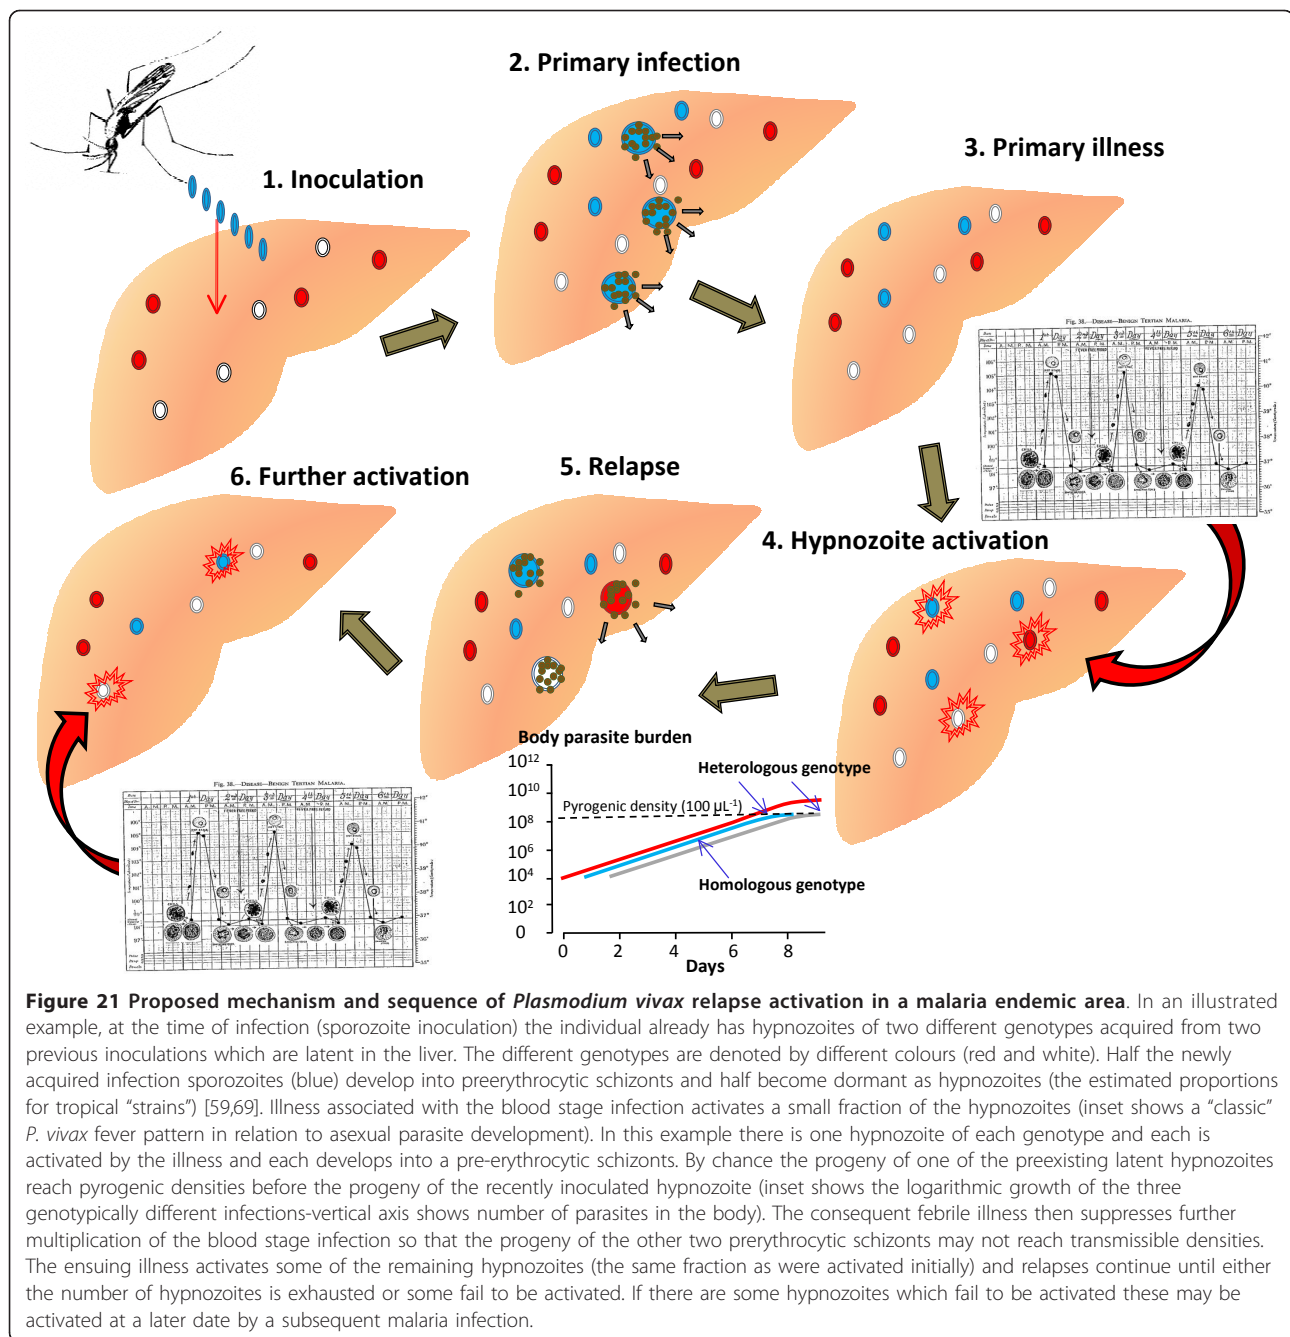 2. Primary infection
1. Inoculation
3. Primary illness
Fig. 38.—Disease—Benign Tertian Malaria.
6. Further activation
5. Relapse
4. Hypnozoite activation
Body parasite burden
10¹²
10¹⁰
10⁸
10⁶
10⁴
10²
0
Heterologous genotype
Pyrogenic density (100 µL⁻¹)
Homologous genotype
0 2 4 6 8
Days
Fig. 38.—Disease—Benign Tertian Malaria.
Figure 21 Proposed mechanism and sequence of Plasmodium vivax relapse activation in a malaria endemic area. In an illustrated
example, at the time of infection (sporozoite inoculation) the individual already has hypnozoites of two different genotypes acquired from two
previous inoculations which are latent in the liver. The different genotypes are denoted by different colours (red and white). Half the newly
acquired infection sporozoites (blue) develop into preerythrocytic schizonts and half become dormant as hypnozoites (the estimated proportions
for tropical "strains") [59,69]. Illness associated with the blood stage infection activates a small fraction of the hypnozoites (inset shows a "classic"
P. vivax fever pattern in relation to asexual parasite development). In this example there is one hypnozoite of each genotype and each is
activated by the illness and each develops into a pre-erythrocytic schizonts. By chance the progeny of one of the preexisting latent hypnozoites
reach pyrogenic densities before the progeny of the recently inoculated hypnozoite (inset shows the logarithmic growth of the three
genotypically different infections-vertical axis shows number of parasites in the body). The consequent febrile illness then suppresses further
multiplication of the blood stage infection so that the progeny of the other two prerythrocytic schizonts may not reach transmissible densities.
The ensuing illness activates some of the remaining hypnozoites (the same fraction as were activated initially) and relapses continue until either
the number of hypnozoites is exhausted or some fail to be activated. If there are some hypnozoites which fail to be activated these may be
activated at a later date by a subsequent malaria infection.